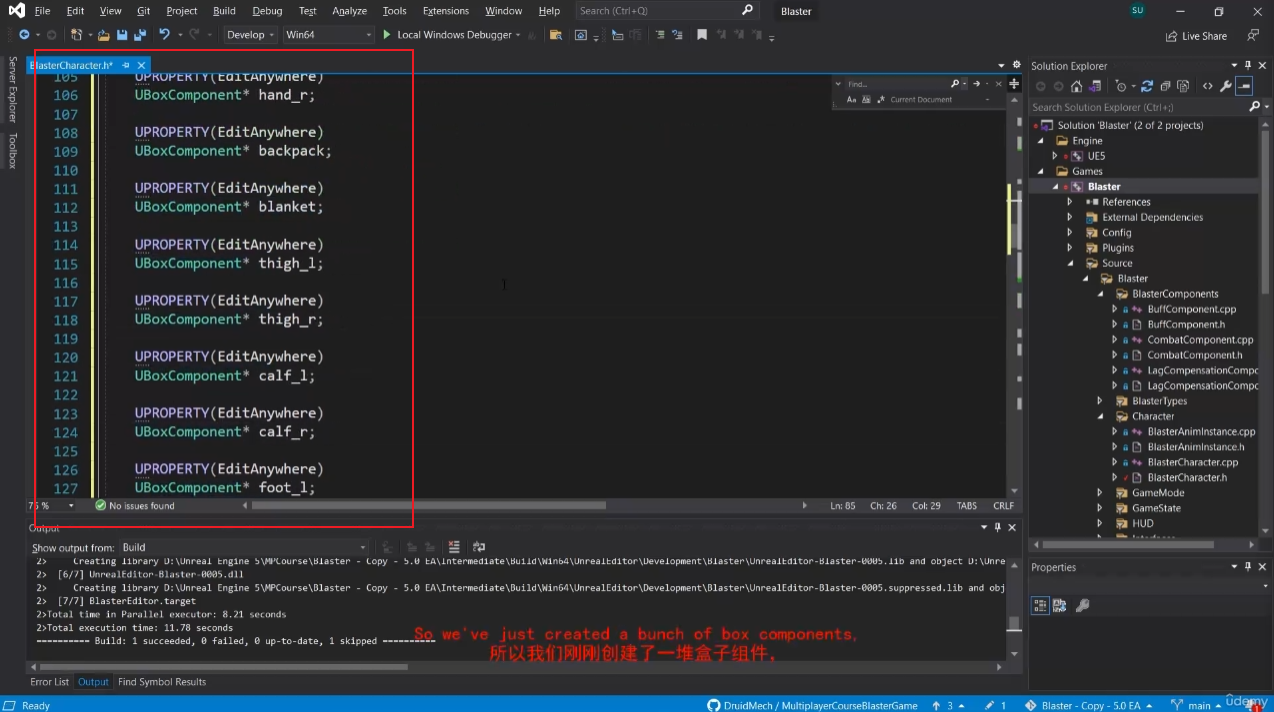 File Edit View Git Project Build Debug Test Analyze Tools Extensions Window Help Search (Ctrl+Q) Blaster SU
Develop Win64 Local Windows Debugger Live Share
Server Explorer
Toolbox
BlasterCharacter.h*
105 UPROPERTY(EditAnywhere)
106 UBoxComponent* hand_r;
107
108 UPROPERTY(EditAnywhere)
109 UBoxComponent* backpack;
110
111 UPROPERTY(EditAnywhere)
112 UBoxComponent* blanket;
113
114 UPROPERTY(EditAnywhere)
115 UBoxComponent* thigh_l;
116
117 UPROPERTY(EditAnywhere)
118 UBoxComponent* thigh_r;
119
120 UPROPERTY(EditAnywhere)
121 UBoxComponent* calf_l;
122
123 UPROPERTY(EditAnywhere)
124 UBoxComponent* calf_r;
125
126 UPROPERTY(EditAnywhere)
127 UBoxComponent* foot_l;
Find...
Aa Current Document
No issues found Ln: 85 Ch: 26 Col: 29 TABS CRLF
Solution Explorer
Search Solution Explorer (Ctrl+;)
Solution 'Blaster' (2 of 2 projects)
Engine
UE5
Games
Blaster
References
External Dependencies
Config
Plugins
Source
Blaster
BlasterComponents
BuffComponent.cpp
BuffComponent.h
CombatComponent.cpp
CombatComponent.h
LagCompensationCompo
LagCompensationCompo
BlasterTypes
Character
BlasterAnimInstance.cpp
BlasterAnimInstance.h
BlasterCharacter.cpp
BlasterCharacter.h
GameMode
GameState
HUD
Properties
Output
Show output from: Build
2> Creating library D:\Unreal Engine 5\MPCourse\Blaster - Copy - 5.0 EA\Intermediate\Build\Win64\UnrealEditor\Development\Blaster\UnrealEditor-Blaster-0005.lib and object D:\Unre
2> [6/7] UnrealEditor-Blaster-0005.dll
2> Creating library D:\Unreal Engine 5\MPCourse\Blaster - Copy - 5.0 EA\Intermediate\Build\Win64\UnrealEditor\Development\Blaster\UnrealEditor-Blaster-0005.suppressed.lib and obj
2> [7/7] BlasterEditor.target
2>Total time in Parallel executor: 8.21 seconds
2>Total execution time: 11.78 seconds
========== Build: 1 succeeded, 0 failed, 0 up-to-date, 1 skipped ==========
So we've just created a bunch of box components,
所以我们刚刚创建了一堆盒子组件，
Error List Output Find Symbol Results
Ready DruidMech / MultiplayerCourseBlasterGame 3 1 Blaster - Copy - 5.0 EA main
udemy